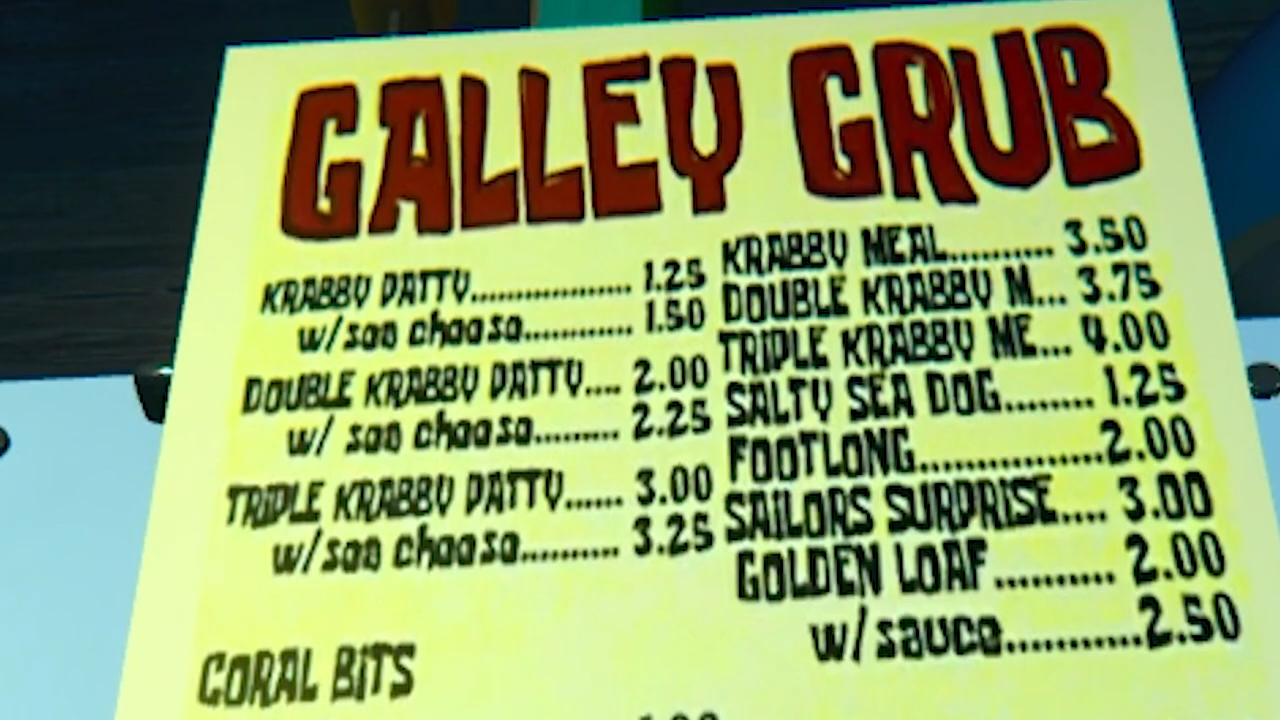 GALLEY GRUB
KRABBY PATTY.................. 1.25
w/sea cheese............ 1.50
DOUBLE KRABBY PATTY.... 2.00
w/ sea cheese......... 2.25
TRIPLE KRABBY PATTY...... 3.00
w/sea cheese.......... 3.25
CORAL BITS
KRABBY MEAL.......... 3.50
DOUBLE KRABBY M... 3.75
TRIPLE KRABBY ME... 4.00
SALTY SEA DOG........ 1.25
FOOTLONG.................2.00
SAILORS SURPRISE.... 3.00
GOLDEN LOAF .......... 2.00
w/sauce............2.50